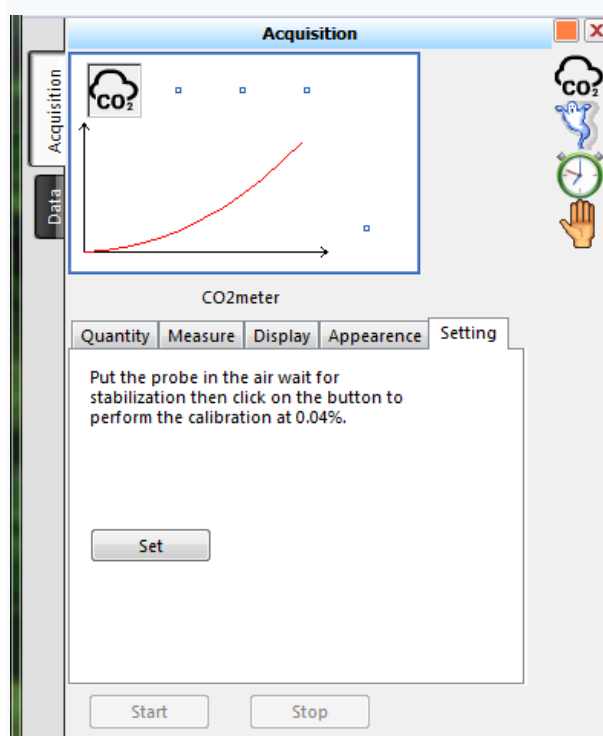 Acquisition
Acquisition
Data
CO2
CO2
CO2meter
Quantity Measure Display Appearence Setting
Put the probe in the air wait for
stabilization then click on the button to
perform the calibration at 0.04%.
Set
Start Stop